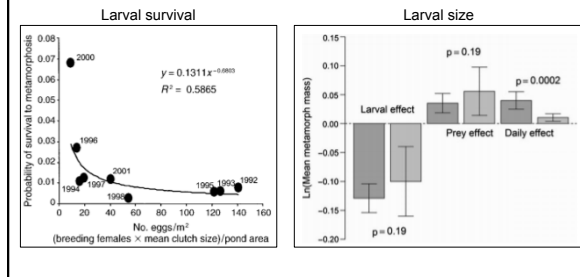 Larval survival
Probability of survival to metamorphosis
0.08
0.07
0.06
0.05
0.04
0.03
0.02
0.01
0
2000
y = 0.1311x^−0.6803
R² = 0.5865
1996
1994
1997
2001
1998
1995
1993
1992
0 20 40 60 80 100 120 140 160
No. eggs/m²
(breeding females × mean clutch size)/pond area
Larval size
Ln(Mean metamorph mass)
0.15
0.10
0.05
0.00
−0.05
−0.10
−0.15
−0.20
p = 0.19
p = 0.0002
Larval effect
Prey effect
Daily effect
p = 0.19